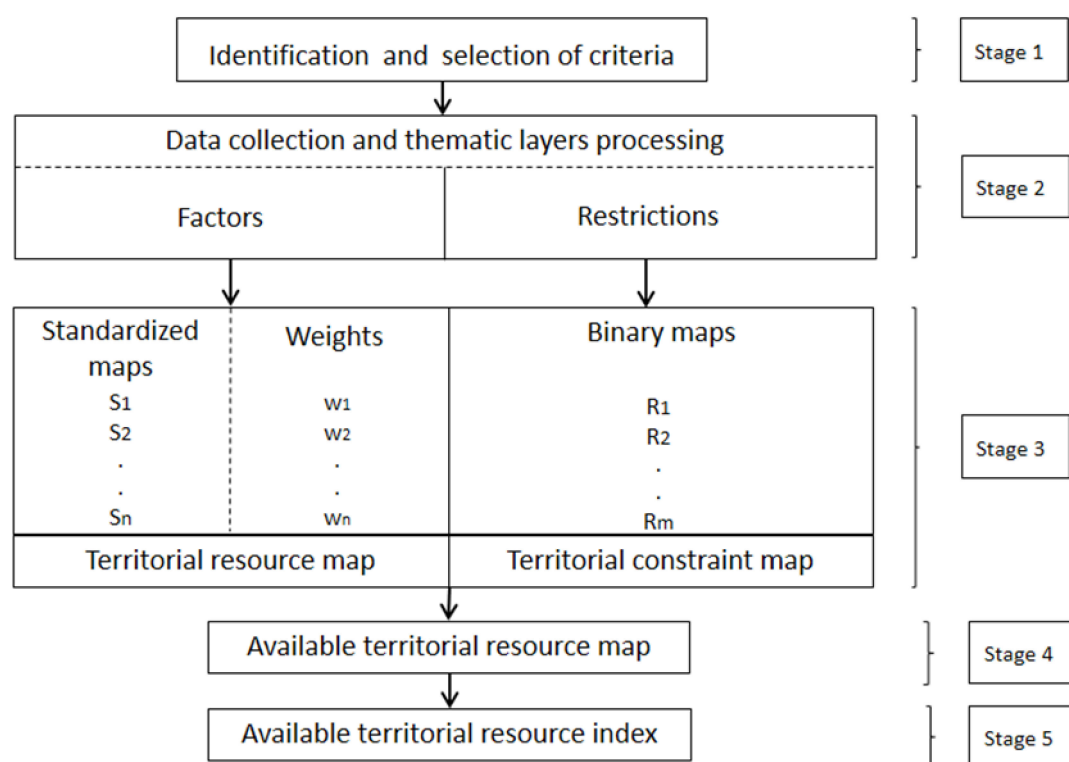 Identification and selection of criteria
Stage 1
Data collection and thematic layers processing
Factors
Restrictions
Stage 2
Standardized
maps
Weights
Binary maps
S1
w1
R1
S2
w2
R2
.
.
.
.
.
.
Sn
wn
Rm
Territorial resource map
Territorial constraint map
Stage 3
Available territorial resource map
Stage 4
Available territorial resource index
Stage 5